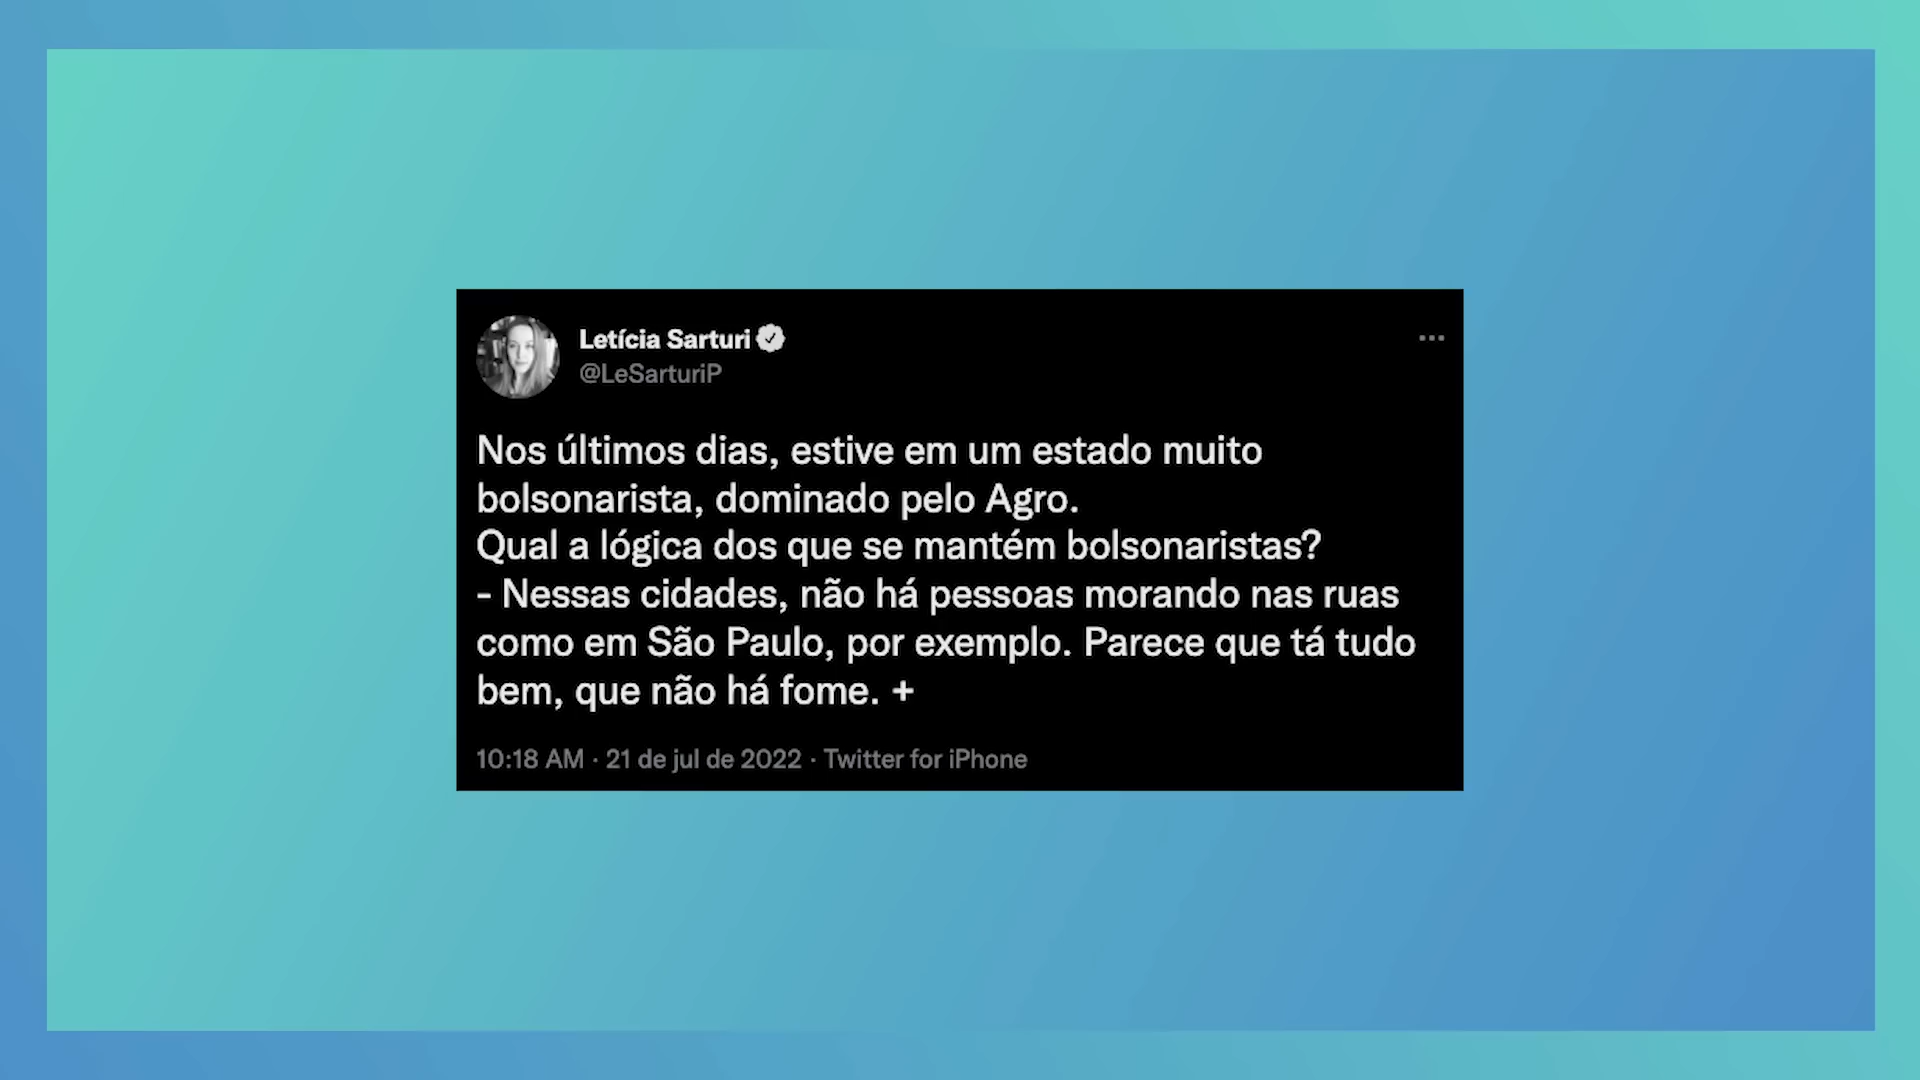 Letícia Sarturi
@LeSarturiP
Nos últimos dias, estive em um estado muito
bolsonarista, dominado pelo Agro.
Qual a lógica dos que se mantém bolsonaristas?
- Nessas cidades, não há pessoas morando nas ruas
como em São Paulo, por exemplo. Parece que tá tudo
bem, que não há fome. +
10:18 AM · 21 de jul de 2022 · Twitter for iPhone